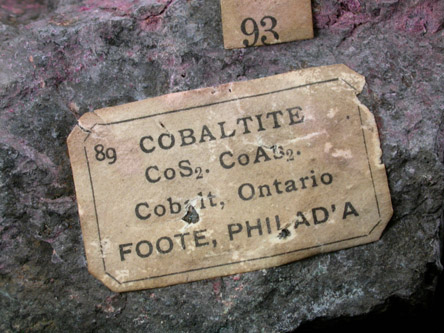 93
89 COBALTITE
CoS₂. CoAs₂.
Cobalt, Ontario
FOOTE, PHILAD'A